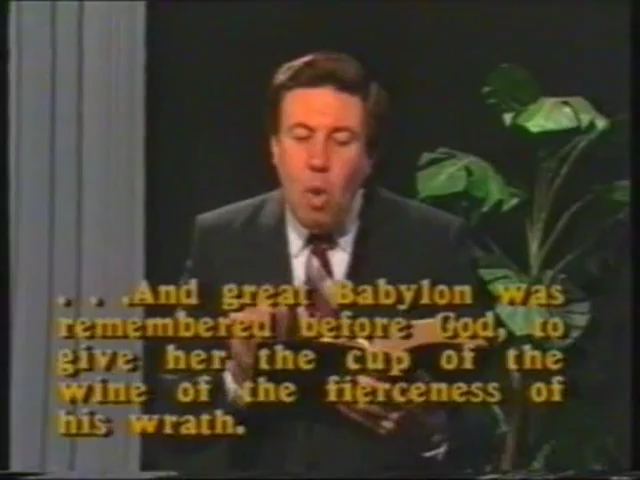 . . .And great Babylon was
remembered before God, to
give her the cup of the
wine of the fierceness of
his wrath.